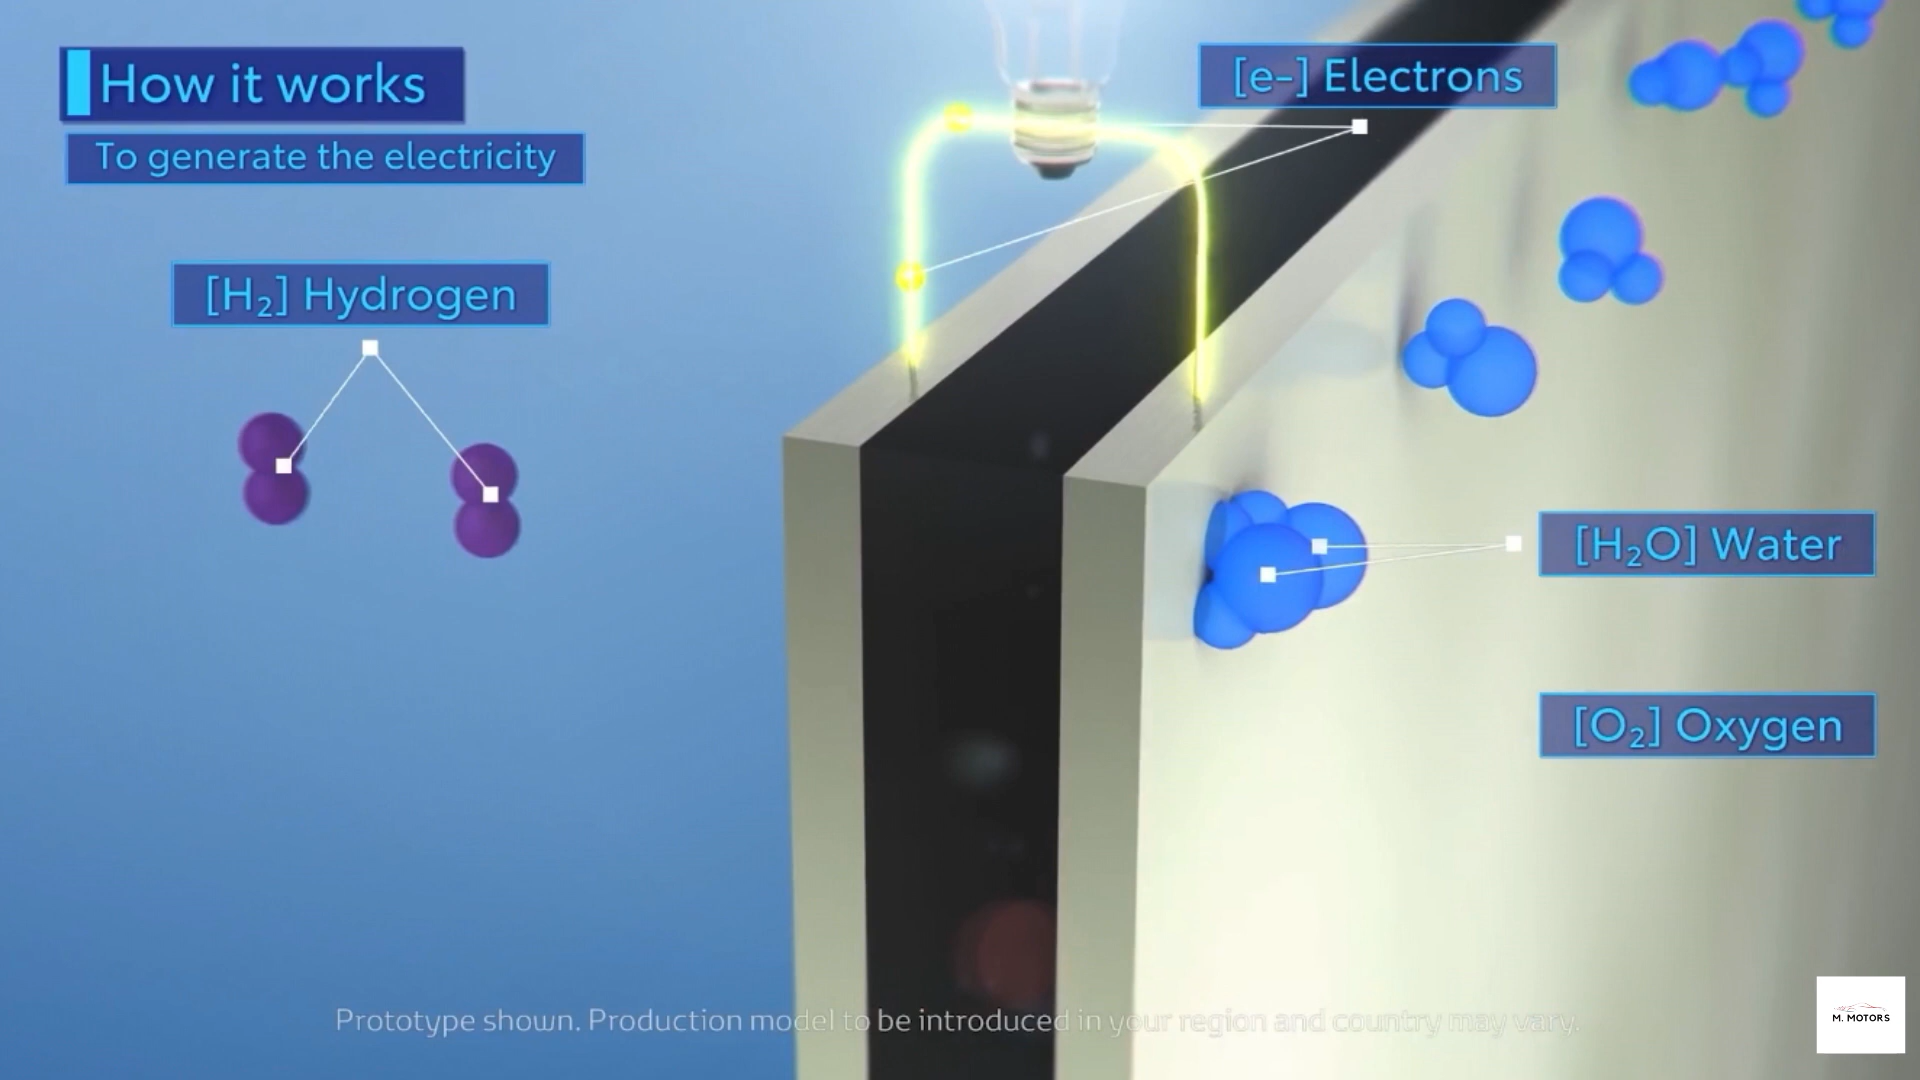 How it works
To generate the electricity
[e-] Electrons
[H₂] Hydrogen
[H₂O] Water
[O₂] Oxygen
Prototype shown. Production model to be introduced in your region and country may vary.
M. MOTORS